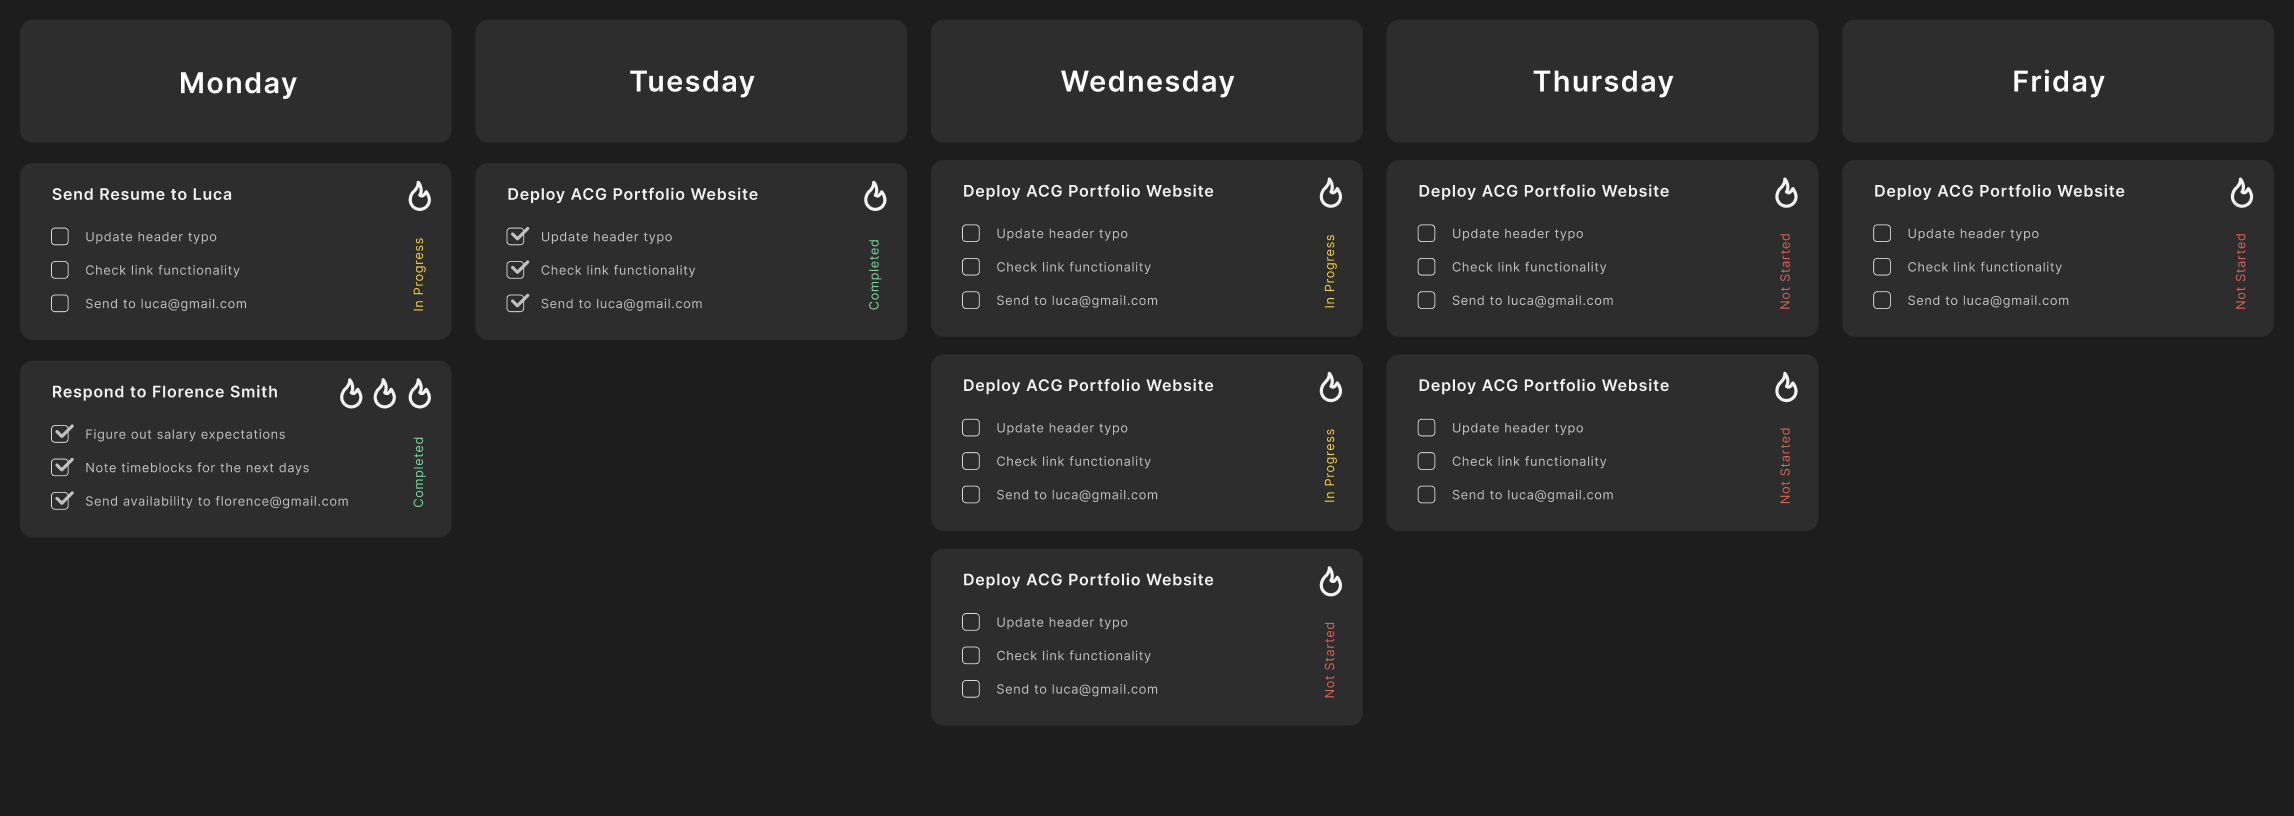 Monday
Tuesday
Wednesday
Thursday
Friday
Send Resume to Luca
Update header typo
Check link functionality
Send to luca@gmail.com
In Progress
Respond to Florence Smith
Figure out salary expectations
Note timeblocks for the next days
Send availability to florence@gmail.com
Completed
Deploy ACG Portfolio Website
Update header typo
Check link functionality
Send to luca@gmail.com
Completed
Deploy ACG Portfolio Website
Update header typo
Check link functionality
Send to luca@gmail.com
In Progress
Deploy ACG Portfolio Website
Update header typo
Check link functionality
Send to luca@gmail.com
In Progress
Deploy ACG Portfolio Website
Update header typo
Check link functionality
Send to luca@gmail.com
Not Started
Deploy ACG Portfolio Website
Update header typo
Check link functionality
Send to luca@gmail.com
Not Started
Deploy ACG Portfolio Website
Update header typo
Check link functionality
Send to luca@gmail.com
Not Started
Deploy ACG Portfolio Website
Update header typo
Check link functionality
Send to luca@gmail.com
Not Started